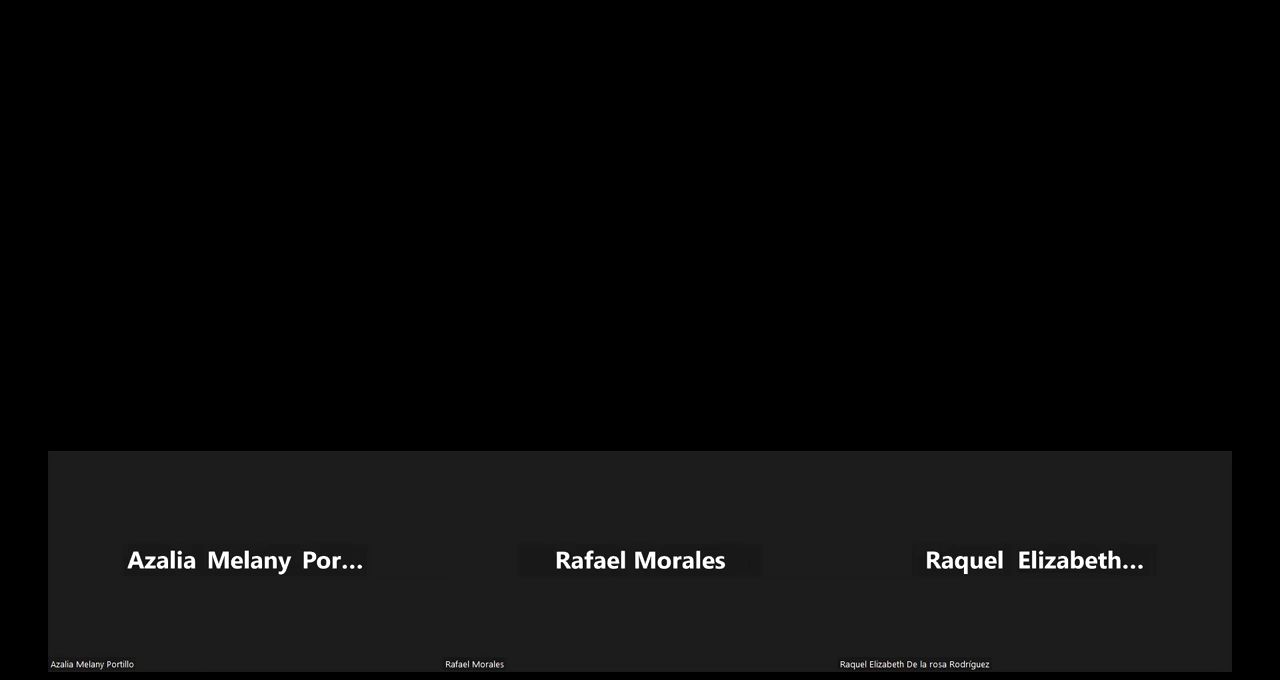 Azalia Melany Por...
Rafael Morales
Raquel Elizabeth...
Azalia Melany Portillo
Rafael Morales
Raquel Elizabeth De la rosa Rodríguez